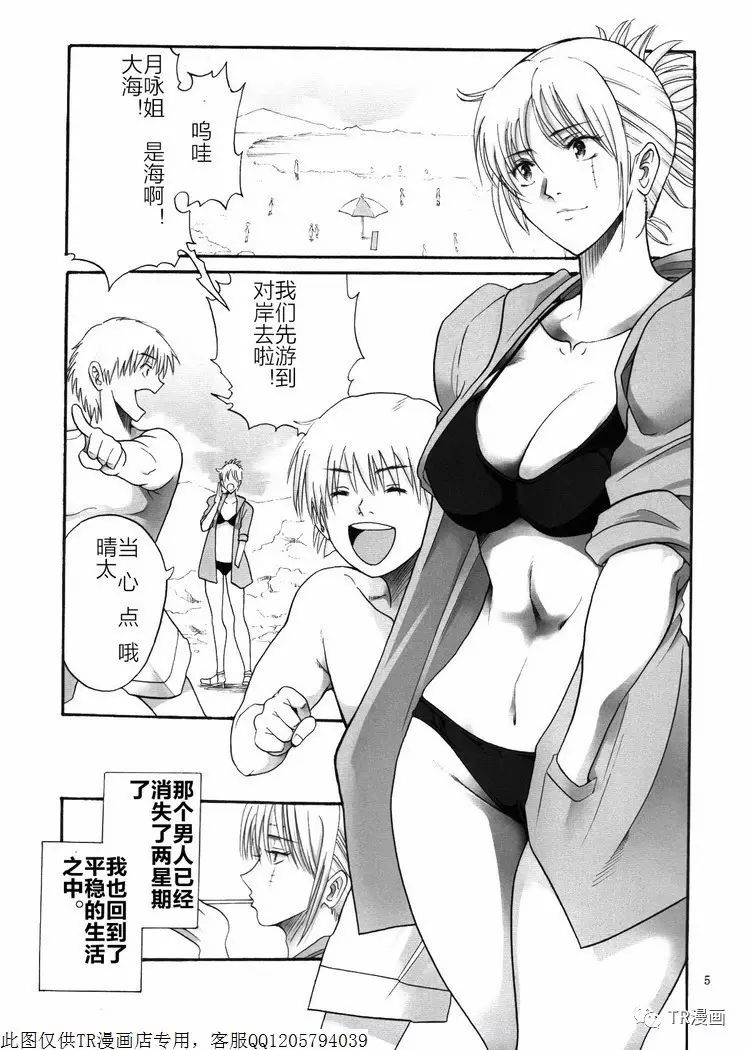 呜哇
月咏姐 是海啊！
大海！
我们先游到
对岸去啦！
当心点哦
晴太
那个男人已经
消失了两星期
了
我也回到了
平稳的生活
之中。
5
TR漫画
此图仅供TR漫画店专用，客服QQ1205794039